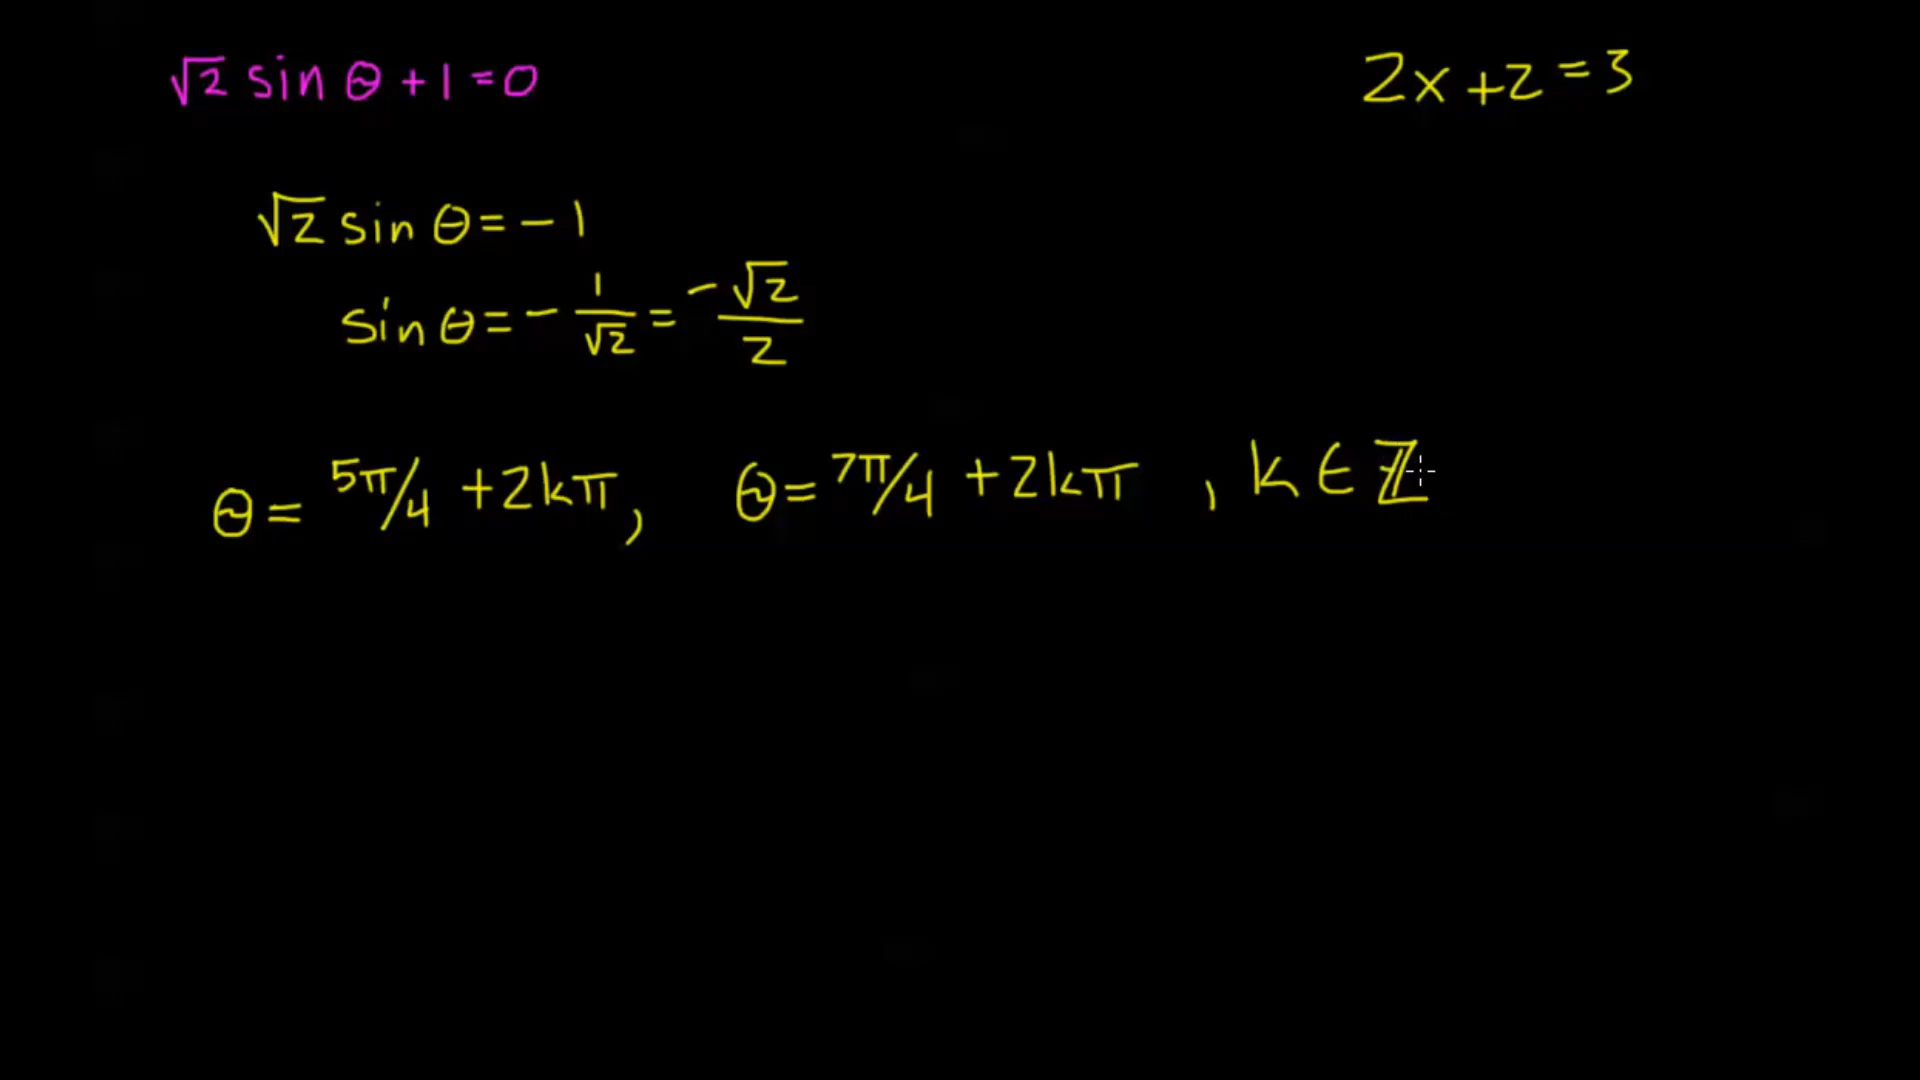 √2 sin θ + 1 = 0
2x + 2 = 3
√2 sin θ = - 1
sin θ = - 1/√2 = -√2/2
θ = 5π/4 + 2kπ, θ = 7π/4 + 2kπ , k ∈ ℤ